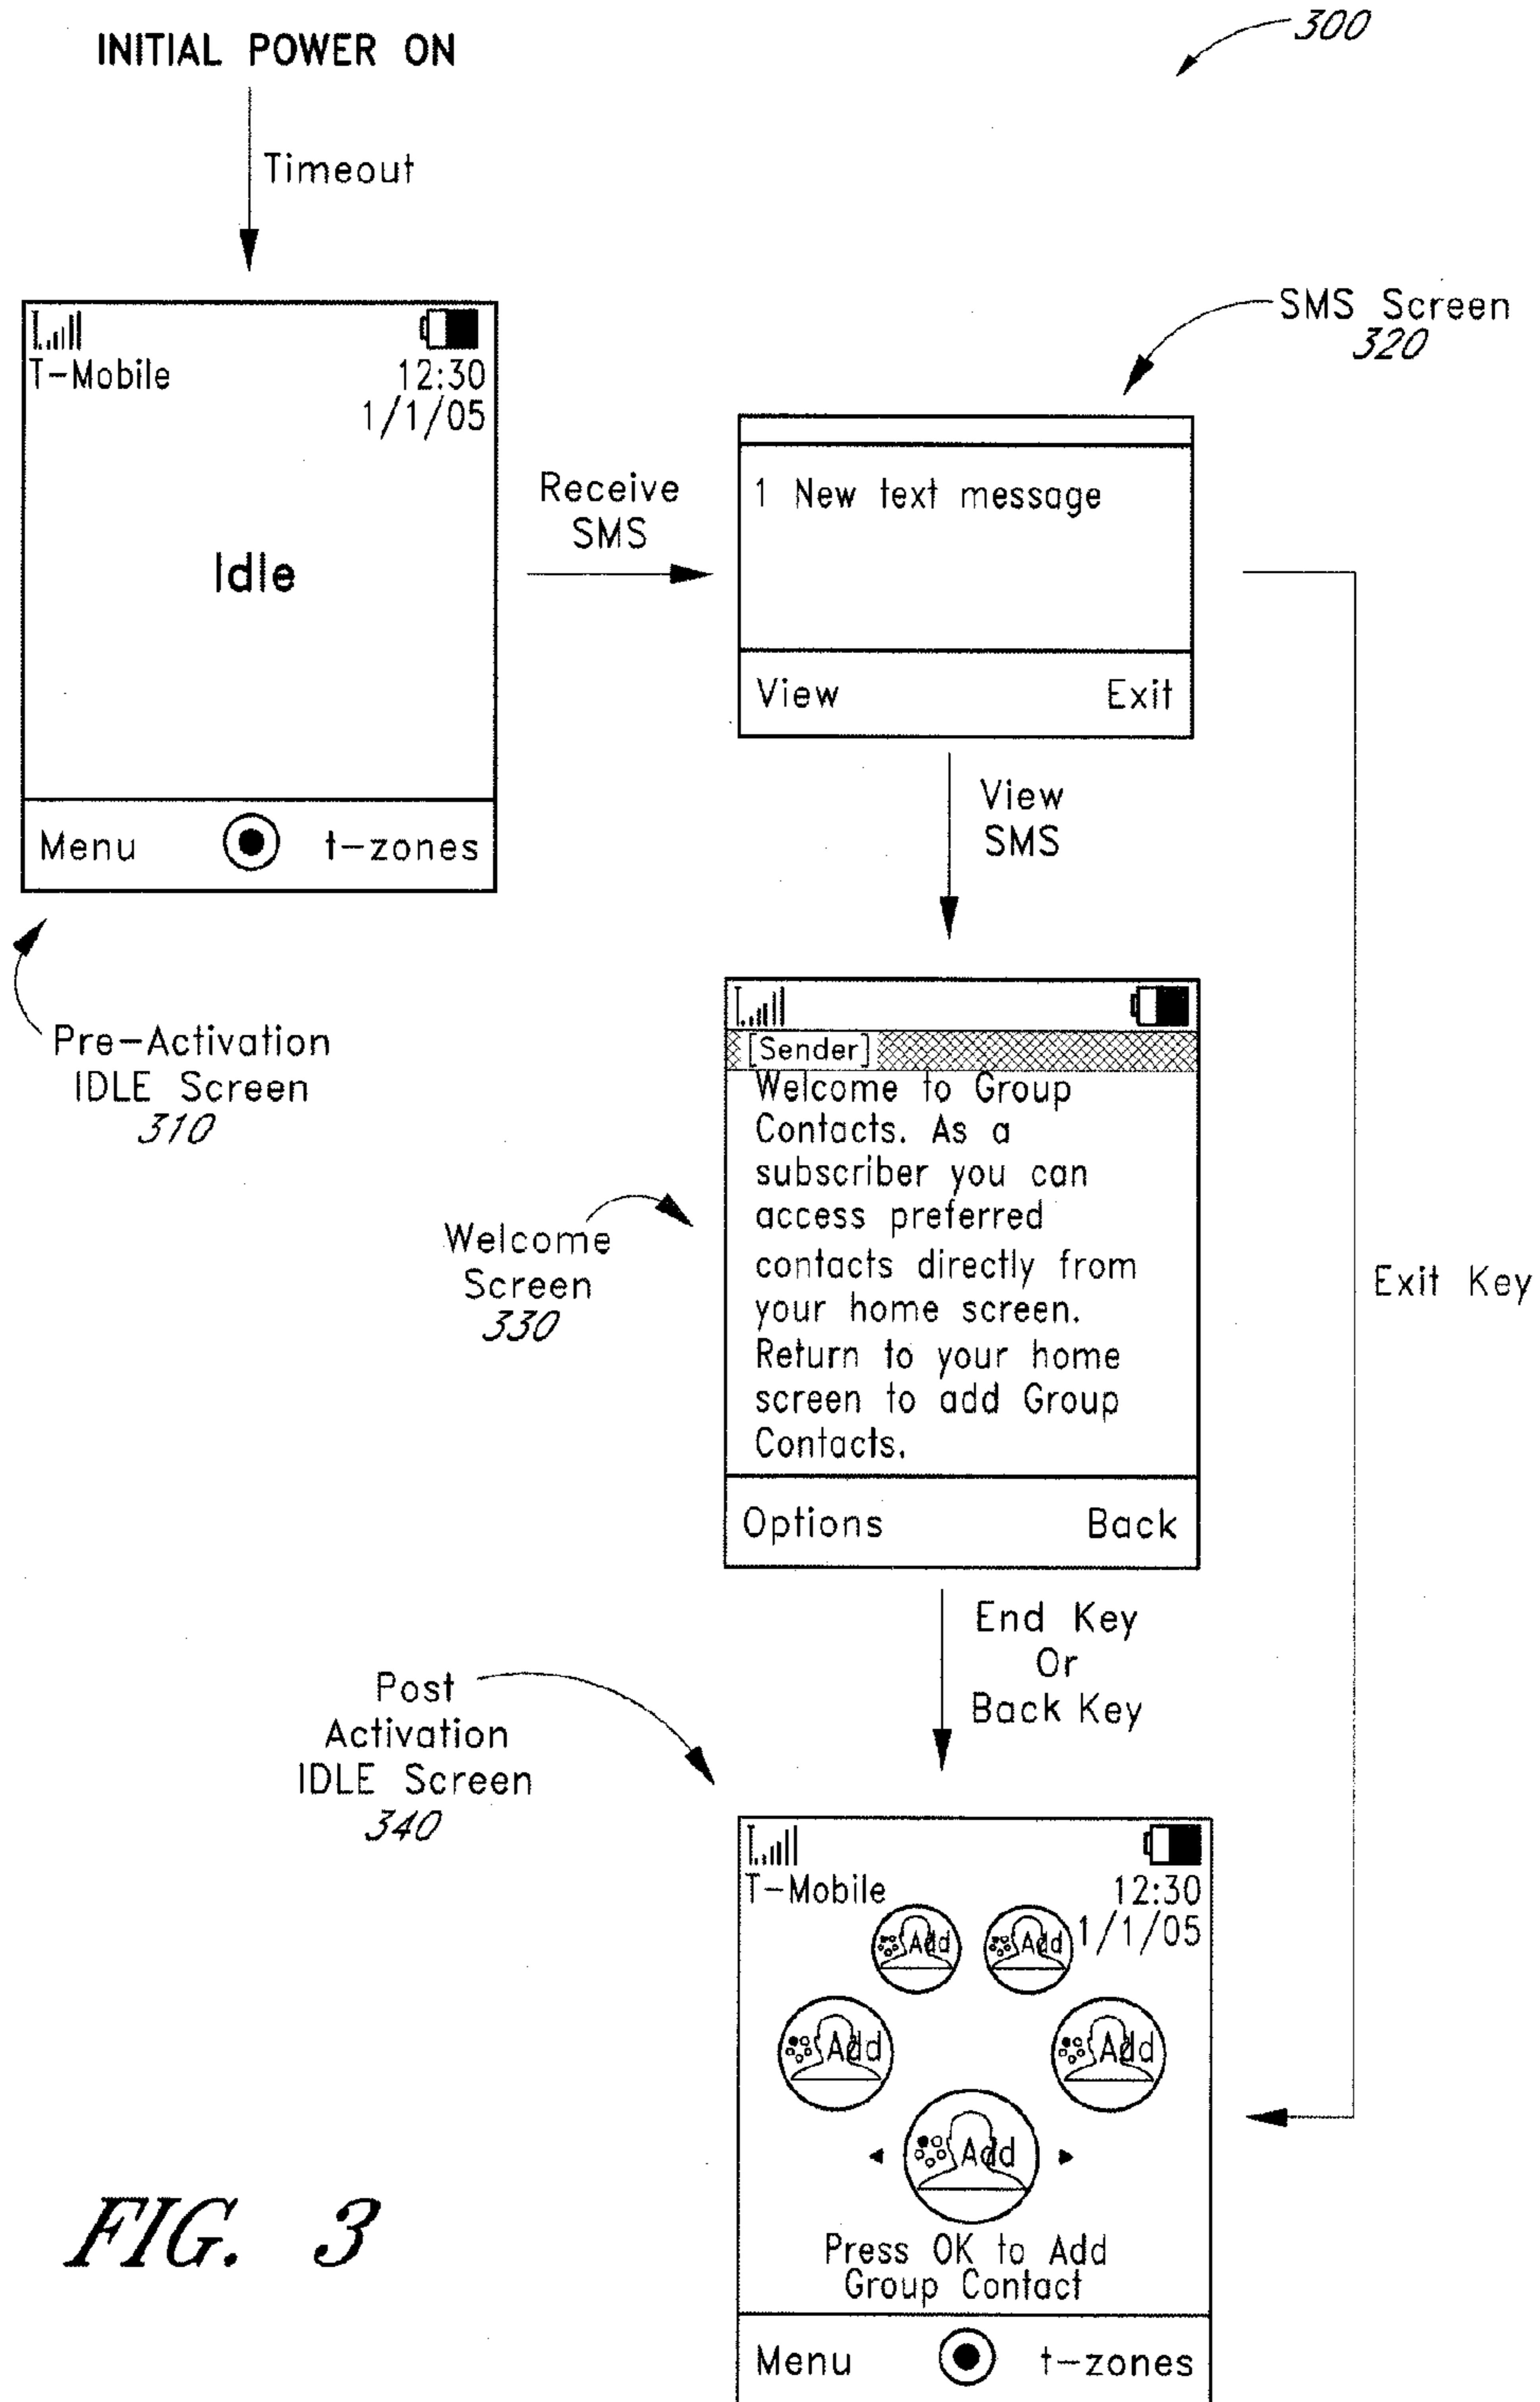 300
INITIAL POWER ON
Timeout
T-Mobile
12:30
1/1/05
Idle
Menu
t-zones
Pre-Activation
IDLE Screen
310
Receive
SMS
SMS Screen
320
1 New text message
View
Exit
View
SMS
Exit Key
Welcome
Screen
330
[Sender]
Welcome to Group
Contacts. As a
subscriber you can
access preferred
contacts directly from
your home screen.
Return to your home
screen to add Group
Contacts.
Options
Back
End Key
Or
Back Key
Post
Activation
IDLE Screen
340
T-Mobile
12:30
1/1/05
Add
Add
Add
Add
Add
Press OK to Add
Group Contact
Menu
t-zones
FIG. 3